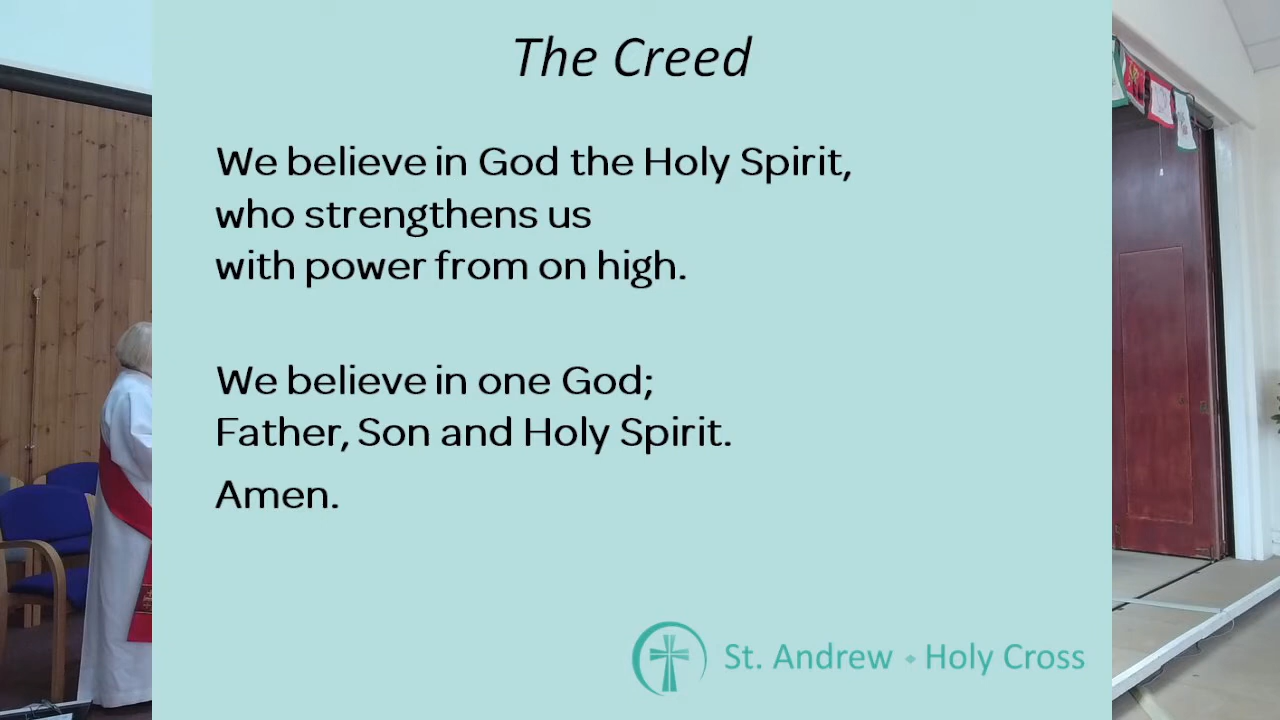 The Creed
We believe in God the Holy Spirit,
who strengthens us
with power from on high.
We believe in one God;
Father, Son and Holy Spirit.
Amen.
St. Andrew Holy Cross